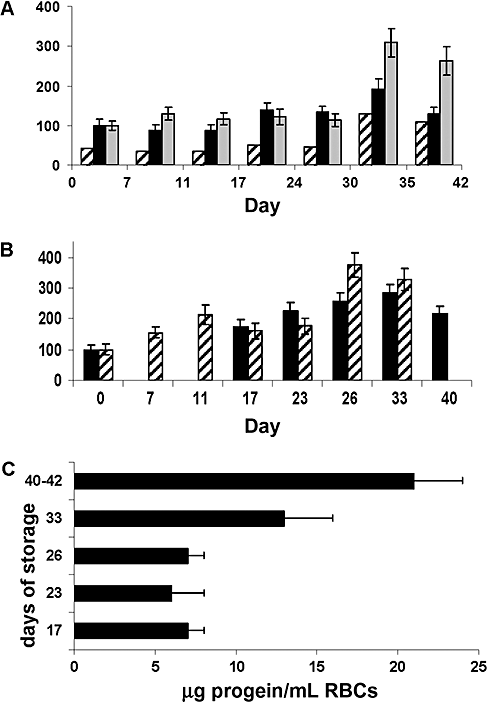 A
400
300
200
100
0
0 7 11 17 24 30 35 42
Day
B
400
300
200
100
0
0 7 11 17 23 26 33 40
Day
C
days of storage
40-42
33
26
23
17
0 5 10 15 20 25
µg progein/mL RBCs